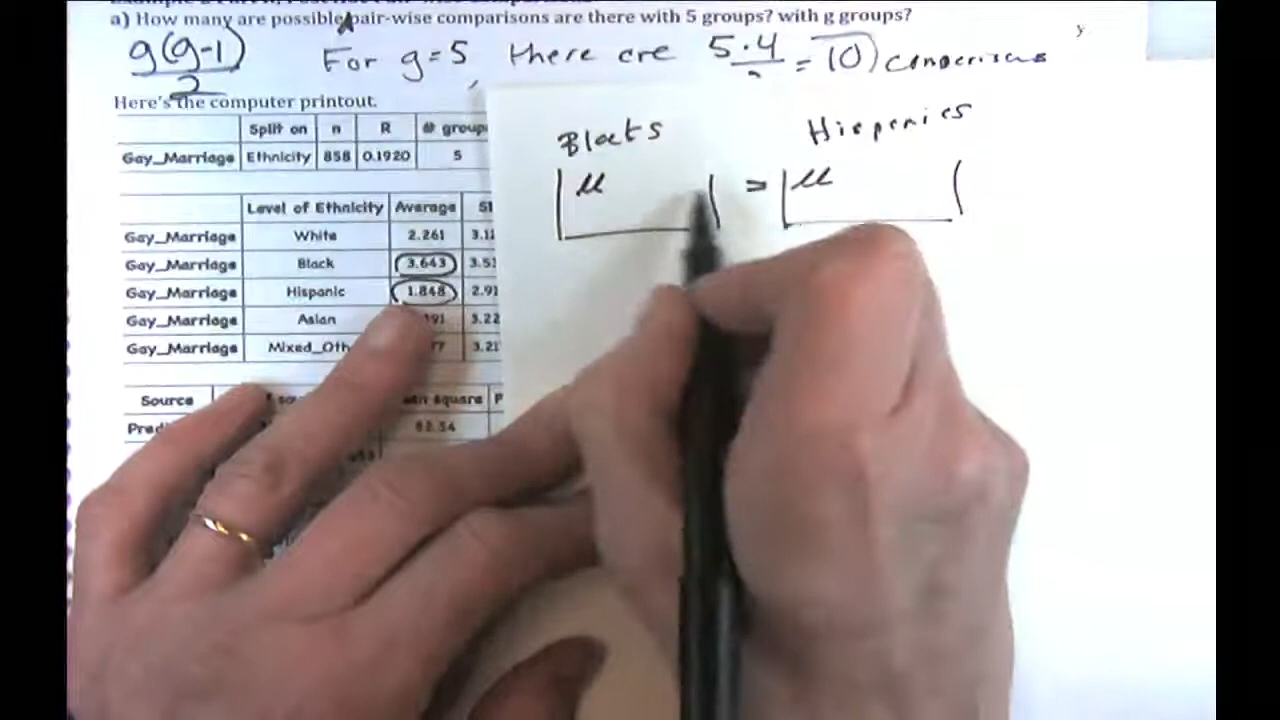 a) How many are possible pair-wise comparisons are there with 5 groups? with g groups?
y
g(g-1)
2
For g=5, there are 5·4 = 10 comparisons
Here's the computer printout.
Split on n R # group
Gay_Marriage Ethnicity 858 0.1920 5
Blacks Hispanics
μ = μ
Level of Ethnicity Average
Gay_Marriage White 2.261
Gay_Marriage Black 3.643
Gay_Marriage Hispanic 1.848
Gay_Marriage Asian
Gay_Marriage
Source square